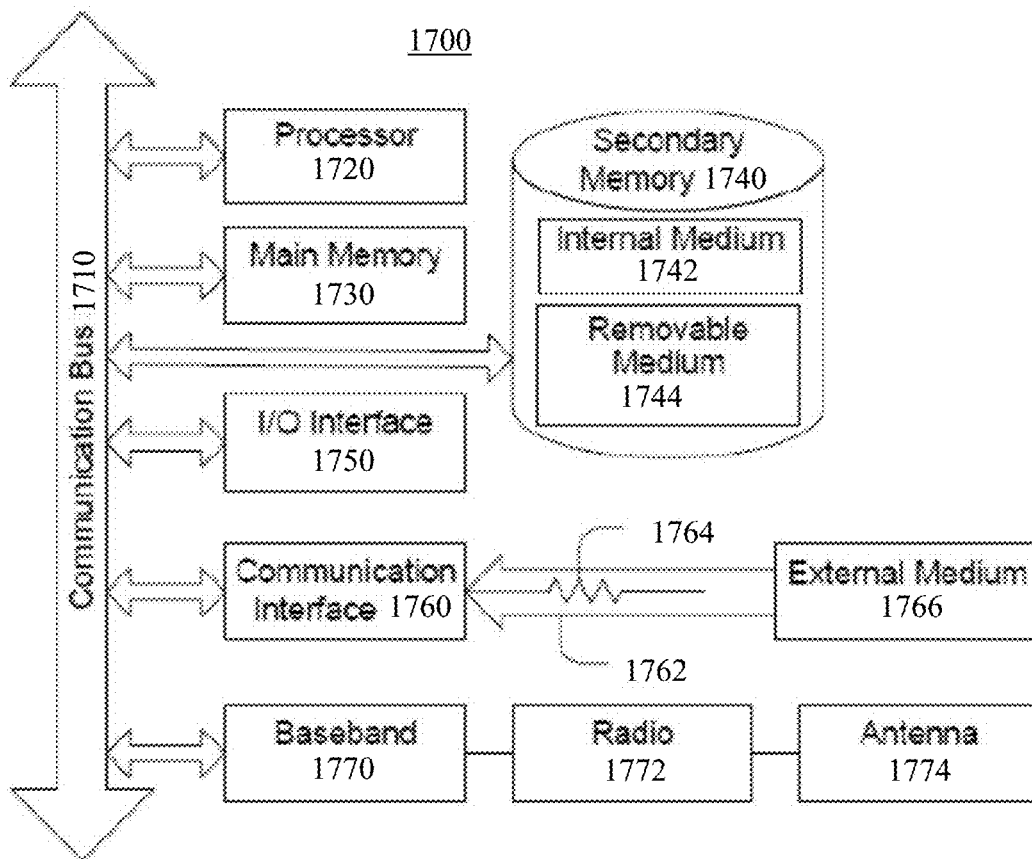 1700
Communication Bus 1710
Processor
1720
Secondary
Memory 1740
Main Memory
1730
Internal Medium
1742
Removable
Medium
1744
I/O Interface
1750
1764
Communication
Interface 1760
External Medium
1766
1762
Baseband
1770
Radio
1772
Antenna
1774